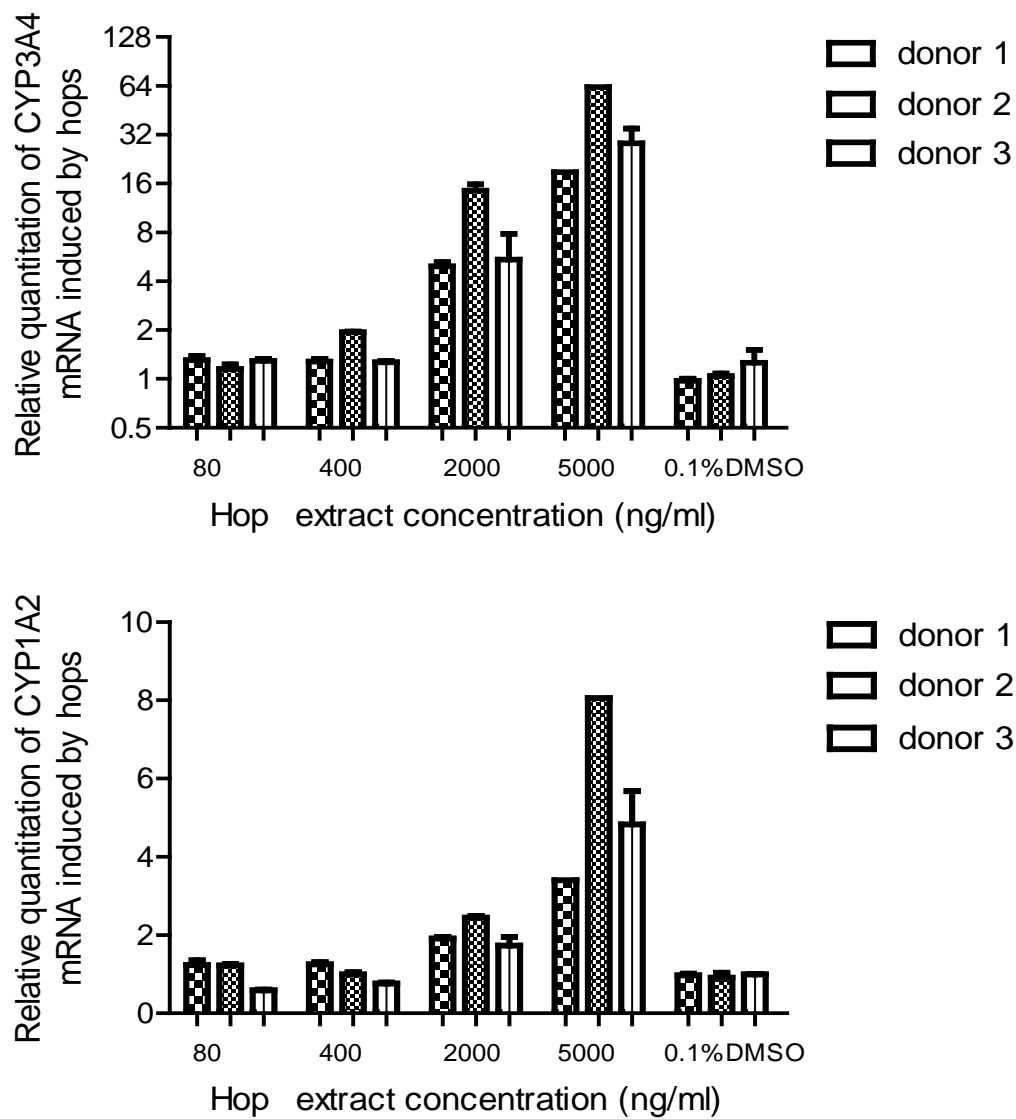 Relative quantitation of CYP3A4
mRNA induced by hops
128
64
32
16
8
4
2
1
0.5
80 400 2000 5000 0.1%DMSO
Hop extract concentration (ng/ml)
donor 1
donor 2
donor 3
Relative quantitation of CYP1A2
mRNA induced by hops
10
8
6
4
2
0
80 400 2000 5000 0.1%DMSO
Hop extract concentration (ng/ml)
donor 1
donor 2
donor 3